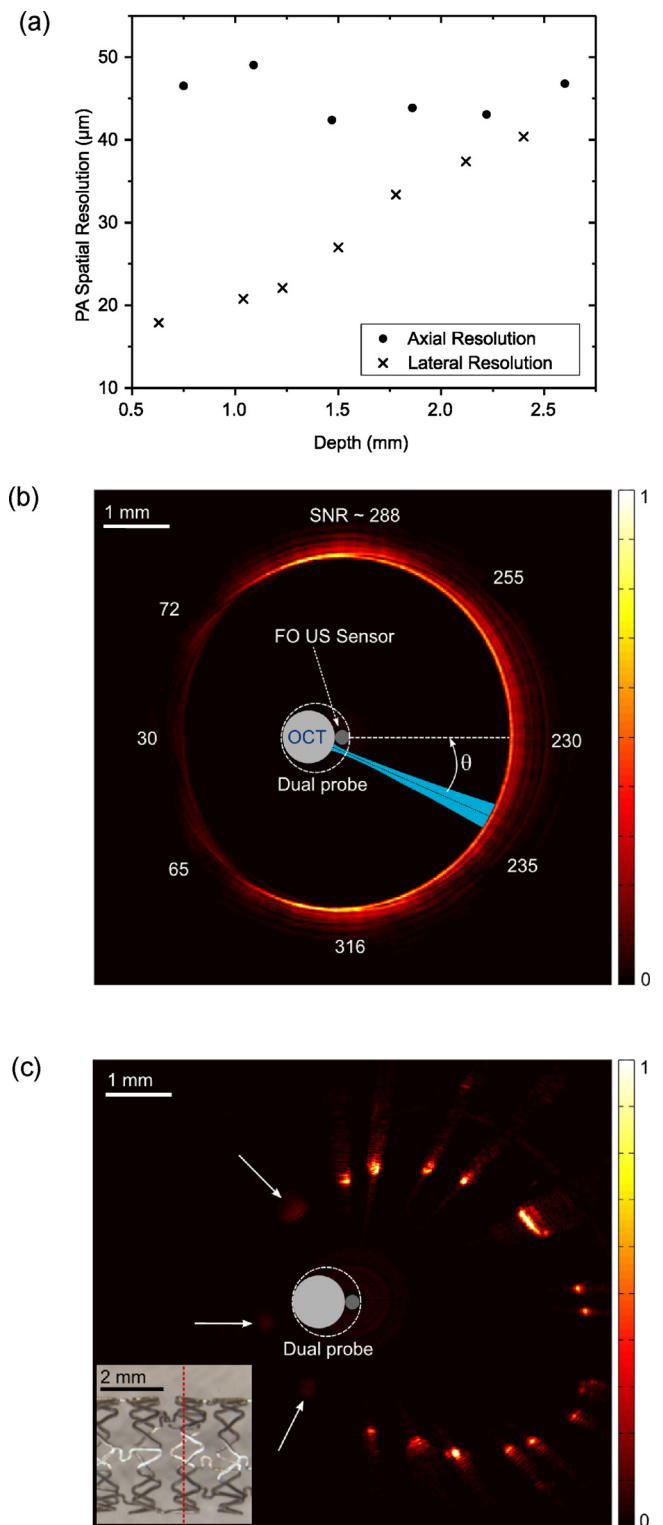 (a)
50
40
30
20
10
PA Spatial Resolution (µm)
Axial Resolution
Lateral Resolution
0.5 1.0 1.5 2.0 2.5
Depth (mm)
(b)
1 mm
SNR ~ 288
1
72
255
FO US Sensor
30
OCT
θ
230
Dual probe
65
235
316
0
(c)
1 mm
1
Dual probe
2 mm
0